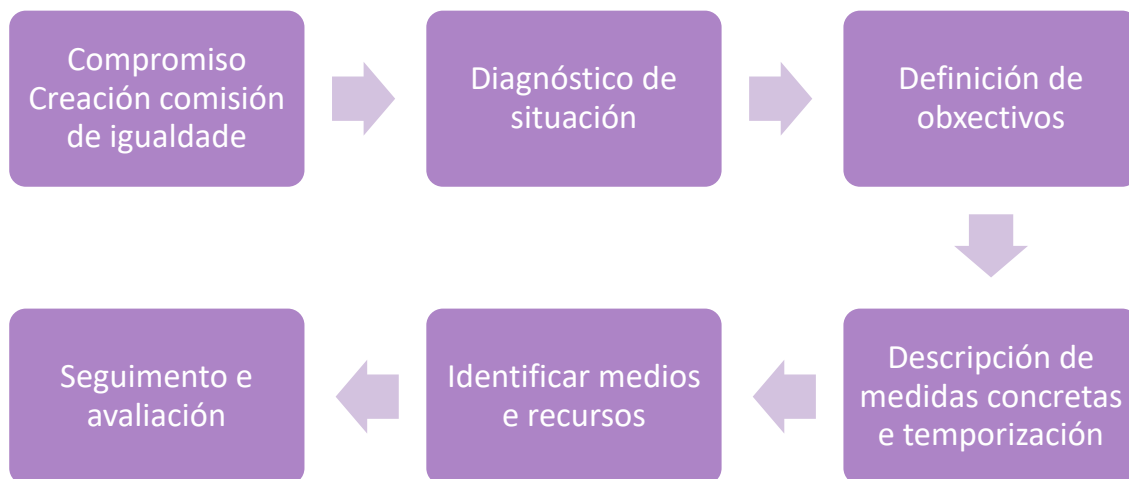 Compromiso
Creación comisión
de igualdade
Diagnóstico de
situación
Definición de
obxectivos
Descripción de
medidas concretas
e temporización
Identificar medios
e recursos
Seguimento e
avaliación